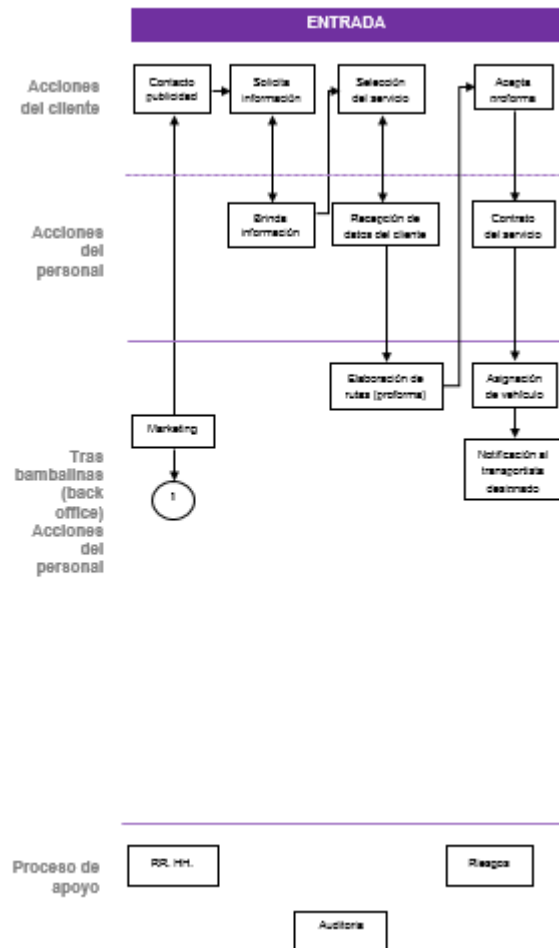 ENTRADA
Acciones
del cliente
Contacto
publicidad
Solicita
información
Selección
del servicio
Acepta
proforma
Acciones
del
personal
Brinda
información
Recepción de
datos del cliente
Contrato
del servicio
Elaboración de
rutas (proforma)
Asignación
de vehículo
Marketing
Notificación al
transportista
designado
1
Tras
bambalinas
(back
office)
Acciones
del
personal
Proceso de
apoyo
RR. HH.
Riesgos
Auditoria